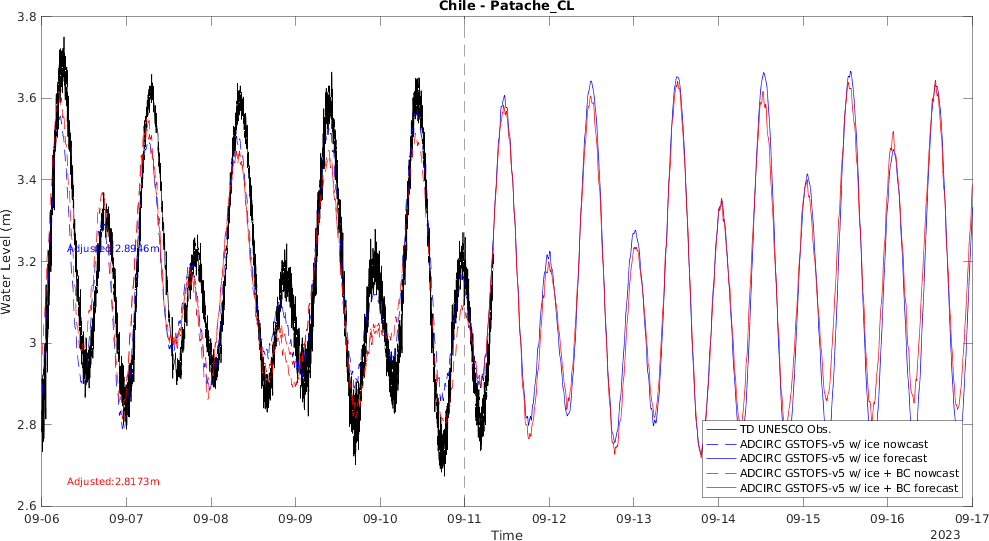 Chile - Patache_CL
Water Level (m)
3.8
3.6
3.4
3.2
3
2.8
2.6
Adjusted:2.8946m
Adjusted:2.8173m
TD UNESCO Obs.
ADCIRC GSTOFS-v5 w/ ice nowcast
ADCIRC GSTOFS-v5 w/ ice forecast
ADCIRC GSTOFS-v5 w/ ice + BC nowcast
ADCIRC GSTOFS-v5 w/ ice + BC forecast
09-06 09-07 09-08 09-09 09-10 09-11 09-12 09-13 09-14 09-15 09-16 09-17
Time
2023